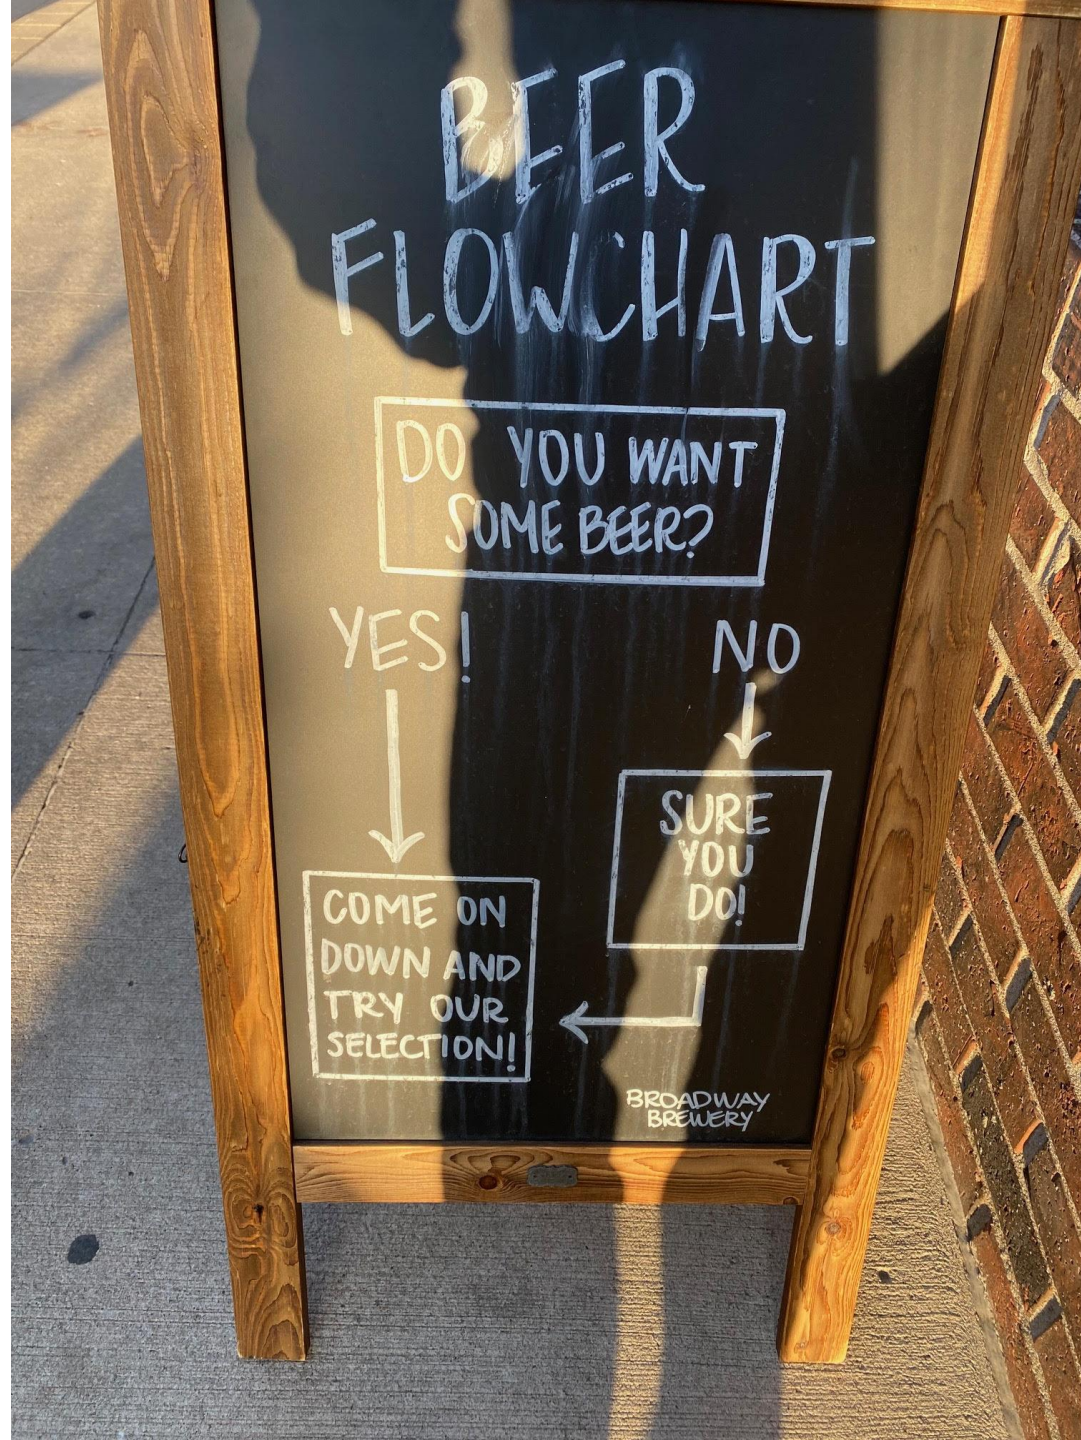 BEER
FLOWCHART
DO YOU WANT
SOME BEER?
YES!
NO
SURE
YOU
DO!
COME ON
DOWN AND
TRY OUR
SELECTION!
BROADWAY
BREWERY